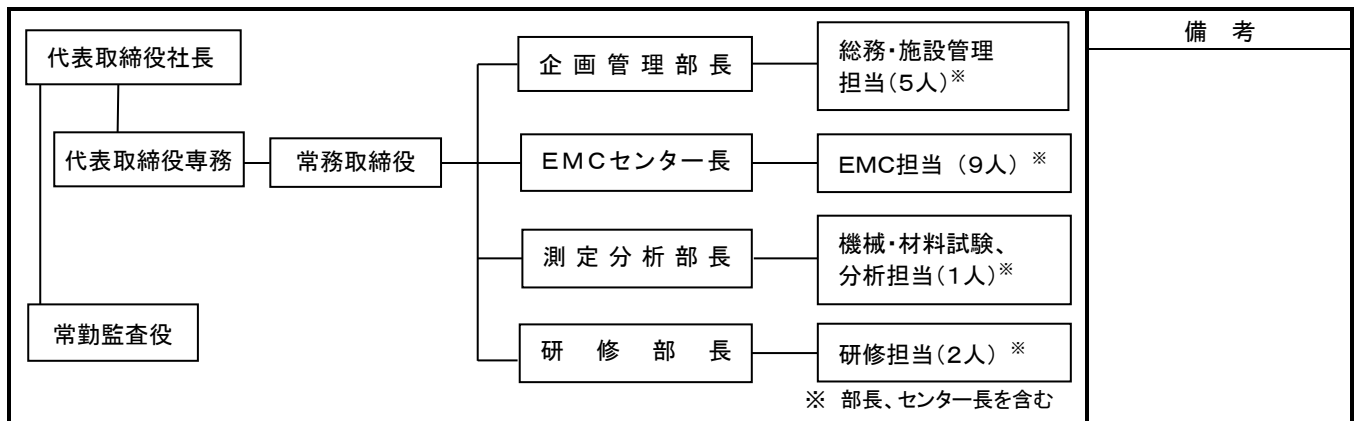 代表取締役社長
代表取締役専務
常務取締役
常勤監査役
企画管理部長
総務・施設管理
担当(5人)※
EMCセンター長
EMC担当 (9人) ※
測定分析部長
機械・材料試験、
分析担当(1人)※
研修部長
研修担当(2人) ※
※ 部長、センター長を含む
備 考